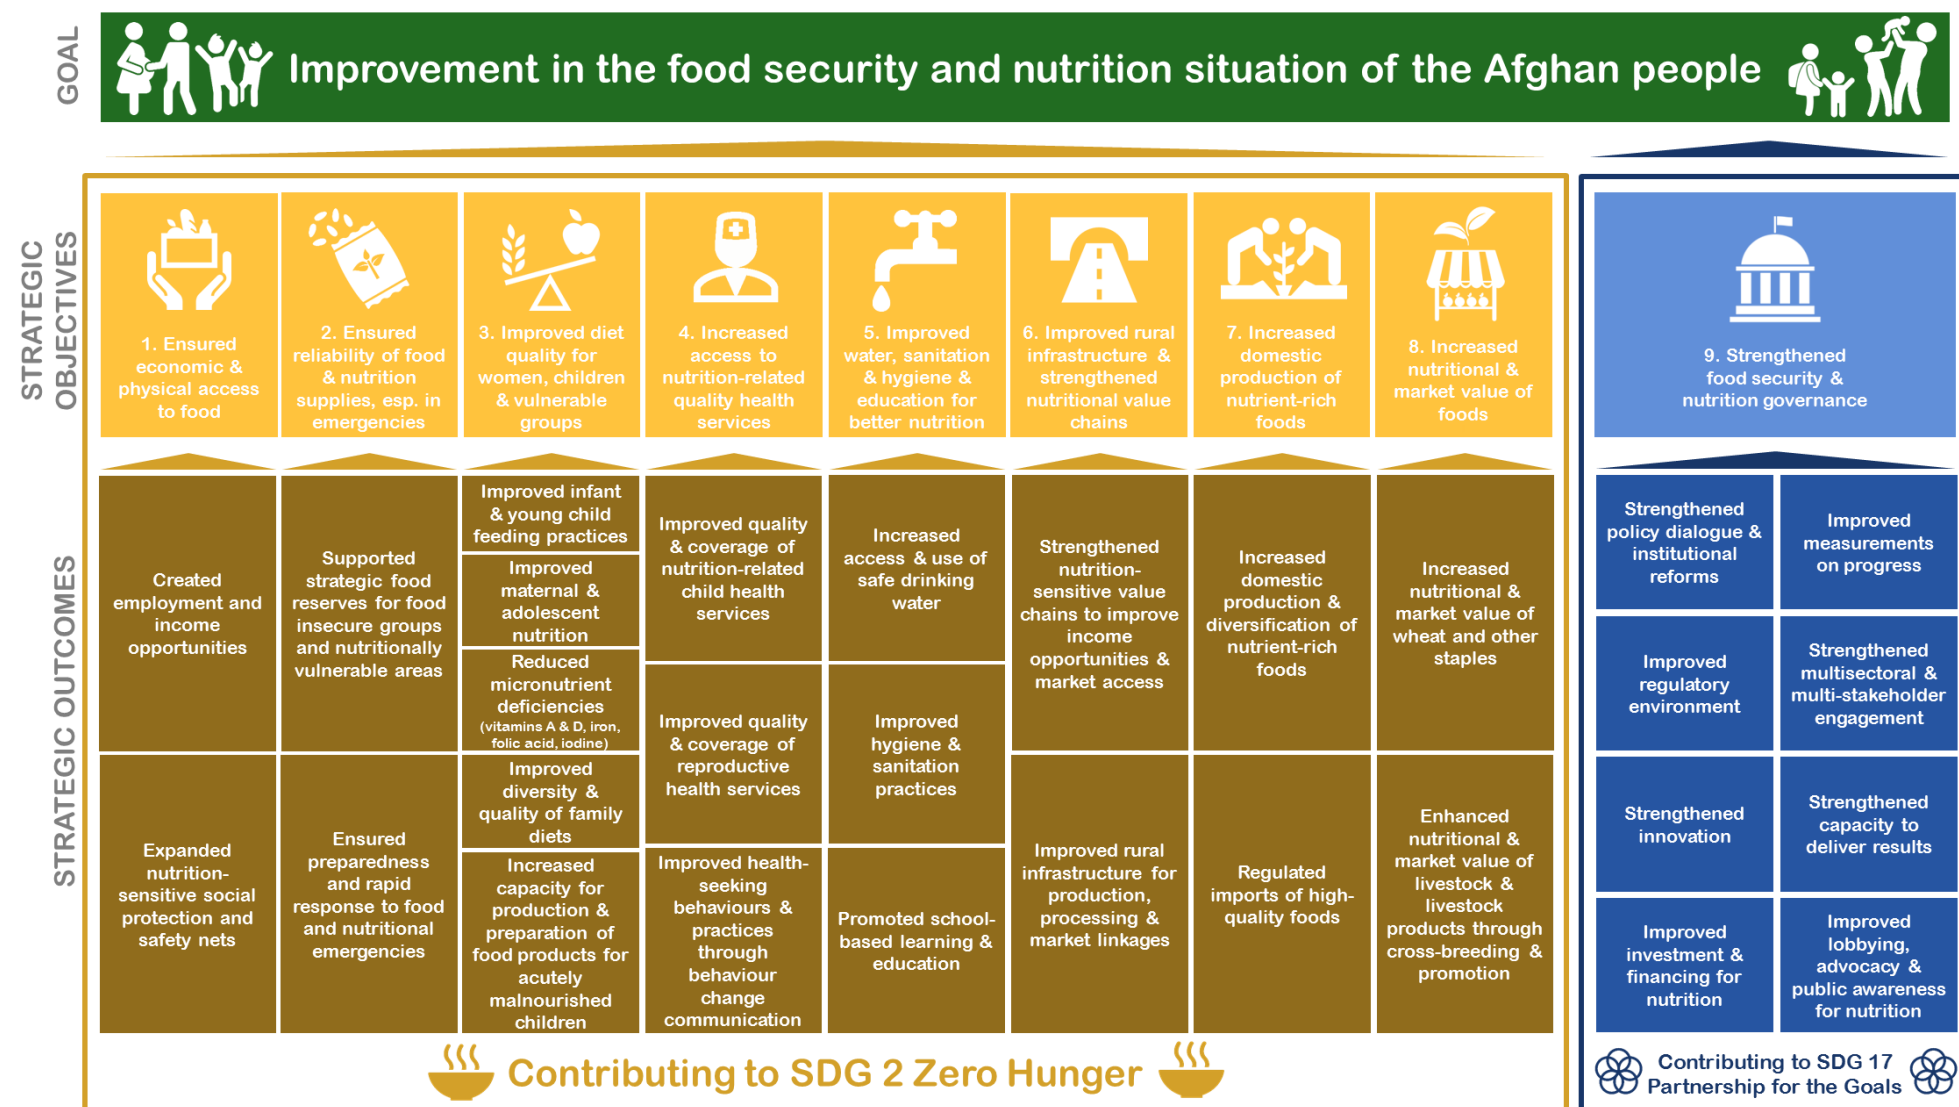 GOAL
Improvement in the food security and nutrition situation of the Afghan people
STRATEGIC
OBJECTIVES
1. Ensured
economic &
physical access
to food
2. Ensured
reliability of food
& nutrition
supplies, esp. in
emergencies
3. Improved diet
quality for
women, children
& vulnerable
groups
4. Increased
access to
nutrition-related
quality health
services
5. Improved
water, sanitation
& hygiene &
education for
better nutrition
6. Improved rural
infrastructure &
strengthened
nutritional value
chains
7. Increased
domestic
production of
nutrient-rich
foods
8. Increased
nutritional &
market value of
foods
9. Strengthened
food security &
nutrition governance
STRATEGIC OUTCOMES
Created
employment and
income
opportunities
Expanded
nutrition-
sensitive social
protection and
safety nets
Supported
strategic food
reserves for food
insecure groups
and nutritionally
vulnerable areas
Ensured
preparedness
and rapid
response to food
and nutritional
emergencies
Improved infant
& young child
feeding practices
Improved
maternal &
adolescent
nutrition
Reduced
micronutrient
deficiencies
(vitamins A & D, iron,
folic acid, iodine)
Improved
diversity &
quality of family
diets
Increased
capacity for
production &
preparation of
food products for
acutely
malnourished
children
Improved quality
& coverage of
nutrition-related
child health
services
Improved quality
& coverage of
reproductive
health services
Improved health-
seeking
behaviours &
practices
through
behaviour
change
communication
Increased
access & use of
safe drinking
water
Improved
hygiene &
sanitation
practices
Promoted school-
based learning &
education
Strengthened
nutrition-
sensitive value
chains to improve
income
opportunities &
market access
Improved rural
infrastructure for
production,
processing &
market linkages
Increased
domestic
production &
diversification of
nutrient-rich
foods
Regulated
imports of high-
quality foods
Increased
nutritional &
market value of
wheat and other
staples
Enhanced
nutritional &
market value of
livestock &
livestock
products through
cross-breeding &
promotion
Strengthened
policy dialogue &
institutional
reforms
Improved
measurements
on progress
Improved
regulatory
environment
Strengthened
multisectoral &
multi-stakeholder
engagement
Strengthened
innovation
Strengthened
capacity to
deliver results
Improved
investment &
financing for
nutrition
Improved
lobbying,
advocacy &
public awareness
for nutrition
Contributing to SDG 2 Zero Hunger
Contributing to SDG 17
Partnership for the Goals